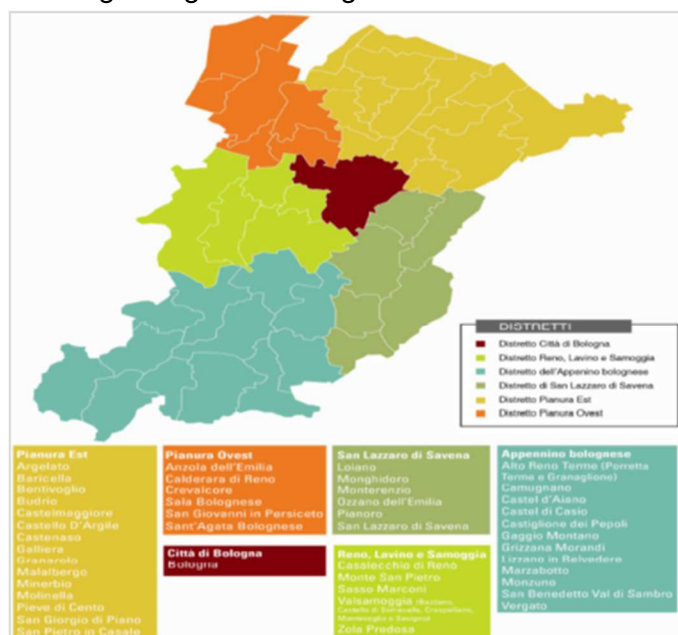 DISTRETTI
Distretto Città di Bologna
Distretto Reno, Lavino e Samoggia
Distretto dell'Appenino bolognese
Distretto di San Lazzaro di Savena
Distretto Pianura Est
Distretto Pianura Ovest
Pianura Est
Argelato
Baricella
Bentivoglio
Budrio
Castelmaggiore
Castello D'Argile
Castenaso
Galliera
Granarolo
Malalbergo
Minerbio
Molinella
Pieve di Cento
San Giorgio di Piano
San Pietro in Casale
Pianura Ovest
Anzola dell'Emilia
Calderara di Reno
Crevalcore
Sala Bolognese
San Giovanni in Persiceto
Sant'Agata Bolognese
Città di Bologna
Bologna
San Lazzaro di Savena
Loiano
Monghidoro
Monterenzio
Ozzano dell'Emilia
Pianoro
San Lazzaro di Savena
Reno, Lavino e Samoggia
Casalecchio di Reno
Monte San Pietro
Sasso Marconi
Valsamoggia (Bazzano,
Castello di Serravalle, Crespellano,
Monteveglio e Savigno)
Zola Predosa
Appennino bolognese
Alto Reno Terme (Porretta
Terme e Granaglione)
Camugnano
Castel d'Aiano
Castel di Casio
Castiglione dei Pepoli
Gaggio Montano
Grizzana Morandi
Lizzano in Belvedere
Marzabotto
Monzuno
San Benedetto Val di Sambro
Vergato